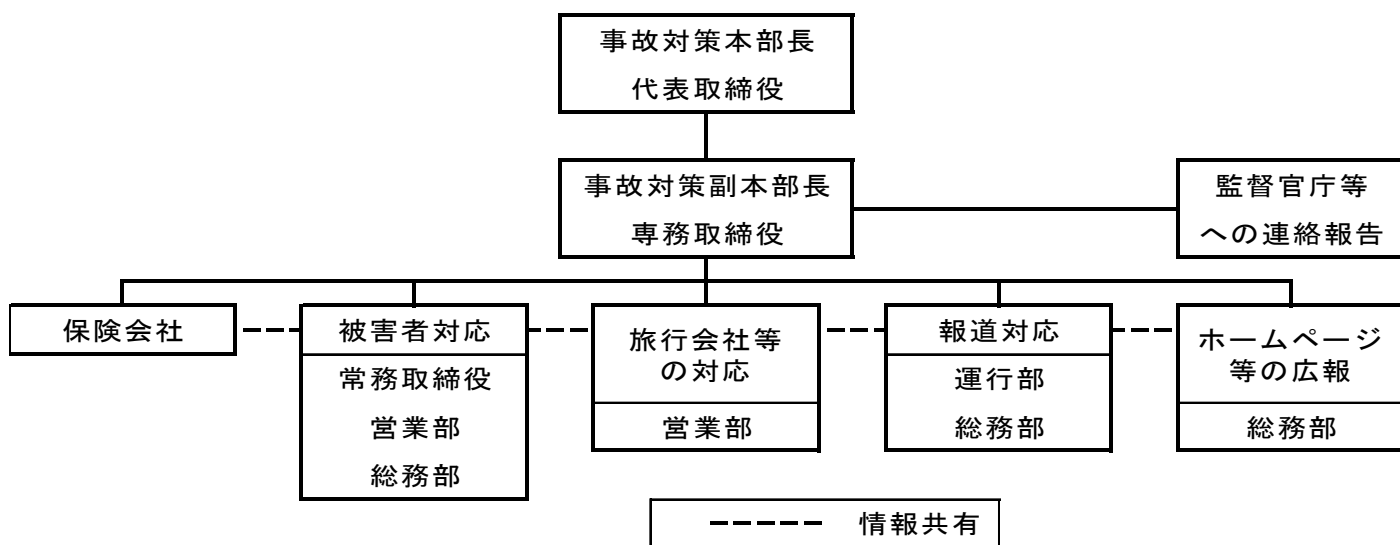 事故対策本部長
代表取締役
事故対策副本部長
専務取締役
監督官庁等
への連絡報告
保険会社
被害者対応
常務取締役
営業部
総務部
旅行会社等
の対応
営業部
報道対応
運行部
総務部
ホームページ
等の広報
総務部
情報共有